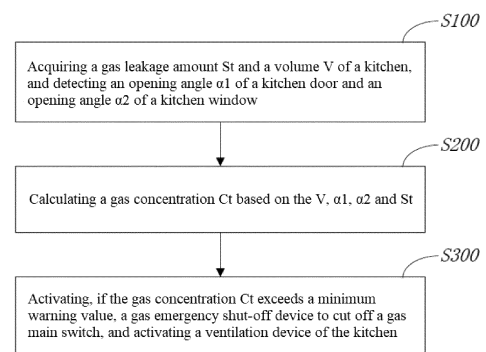 S100
Acquiring a gas leakage amount St and a volume V of a kitchen,
and detecting an opening angle α1 of a kitchen door and an
opening angle α2 of a kitchen window
S200
Calculating a gas concentration Ct based on the V, α1, α2 and St
S300
Activating, if the gas concentration Ct exceeds a minimum
warning value, a gas emergency shut-off device to cut off a gas
main switch, and activating a ventilation device of the kitchen